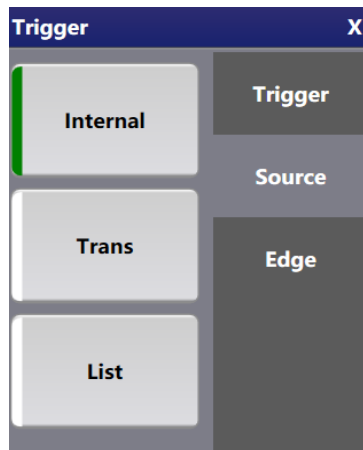 Trigger X
Internal
Trans
List
Trigger
Source
Edge